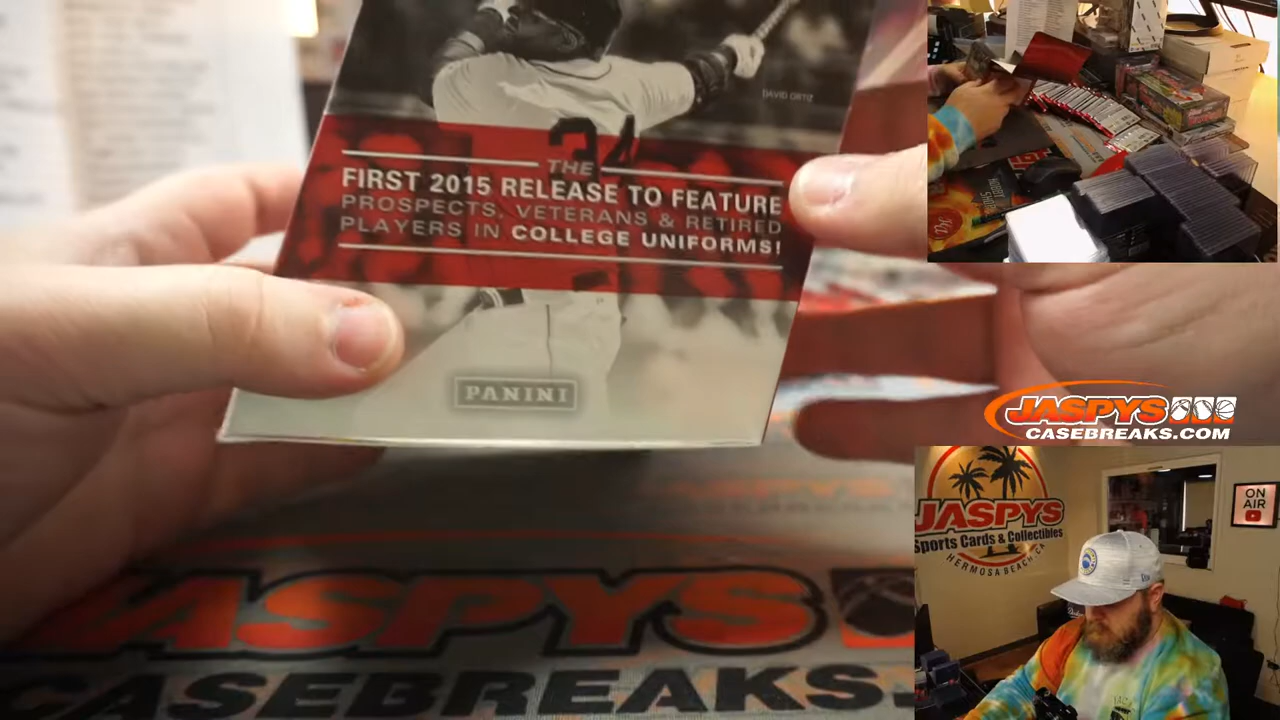 DAVID ORTIZ
34
THE
FIRST 2015 RELEASE TO FEATURE
PROSPECTS, VETERANS & RETIRED
PLAYERS IN COLLEGE UNIFORMS!
PANINI
JASPYS
CASEBREAKS.COM
JASPYS
Sports Cards & Collectibles
HERMOSA BEACH CA
ON
AIR
JASPYS
CASEBREAKS.